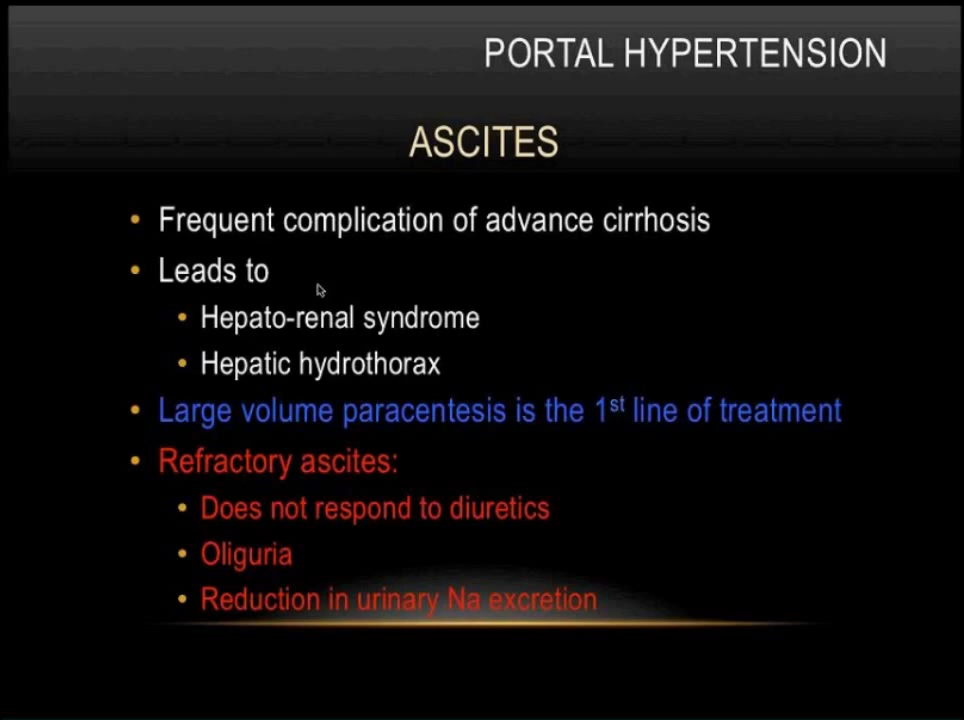 PORTAL HYPERTENSION
ASCITES
• Frequent complication of advance cirrhosis
• Leads to
• Hepato-renal syndrome
• Hepatic hydrothorax
• Large volume paracentesis is the 1st line of treatment
• Refractory ascites:
• Does not respond to diuretics
• Oliguria
• Reduction in urinary Na excretion